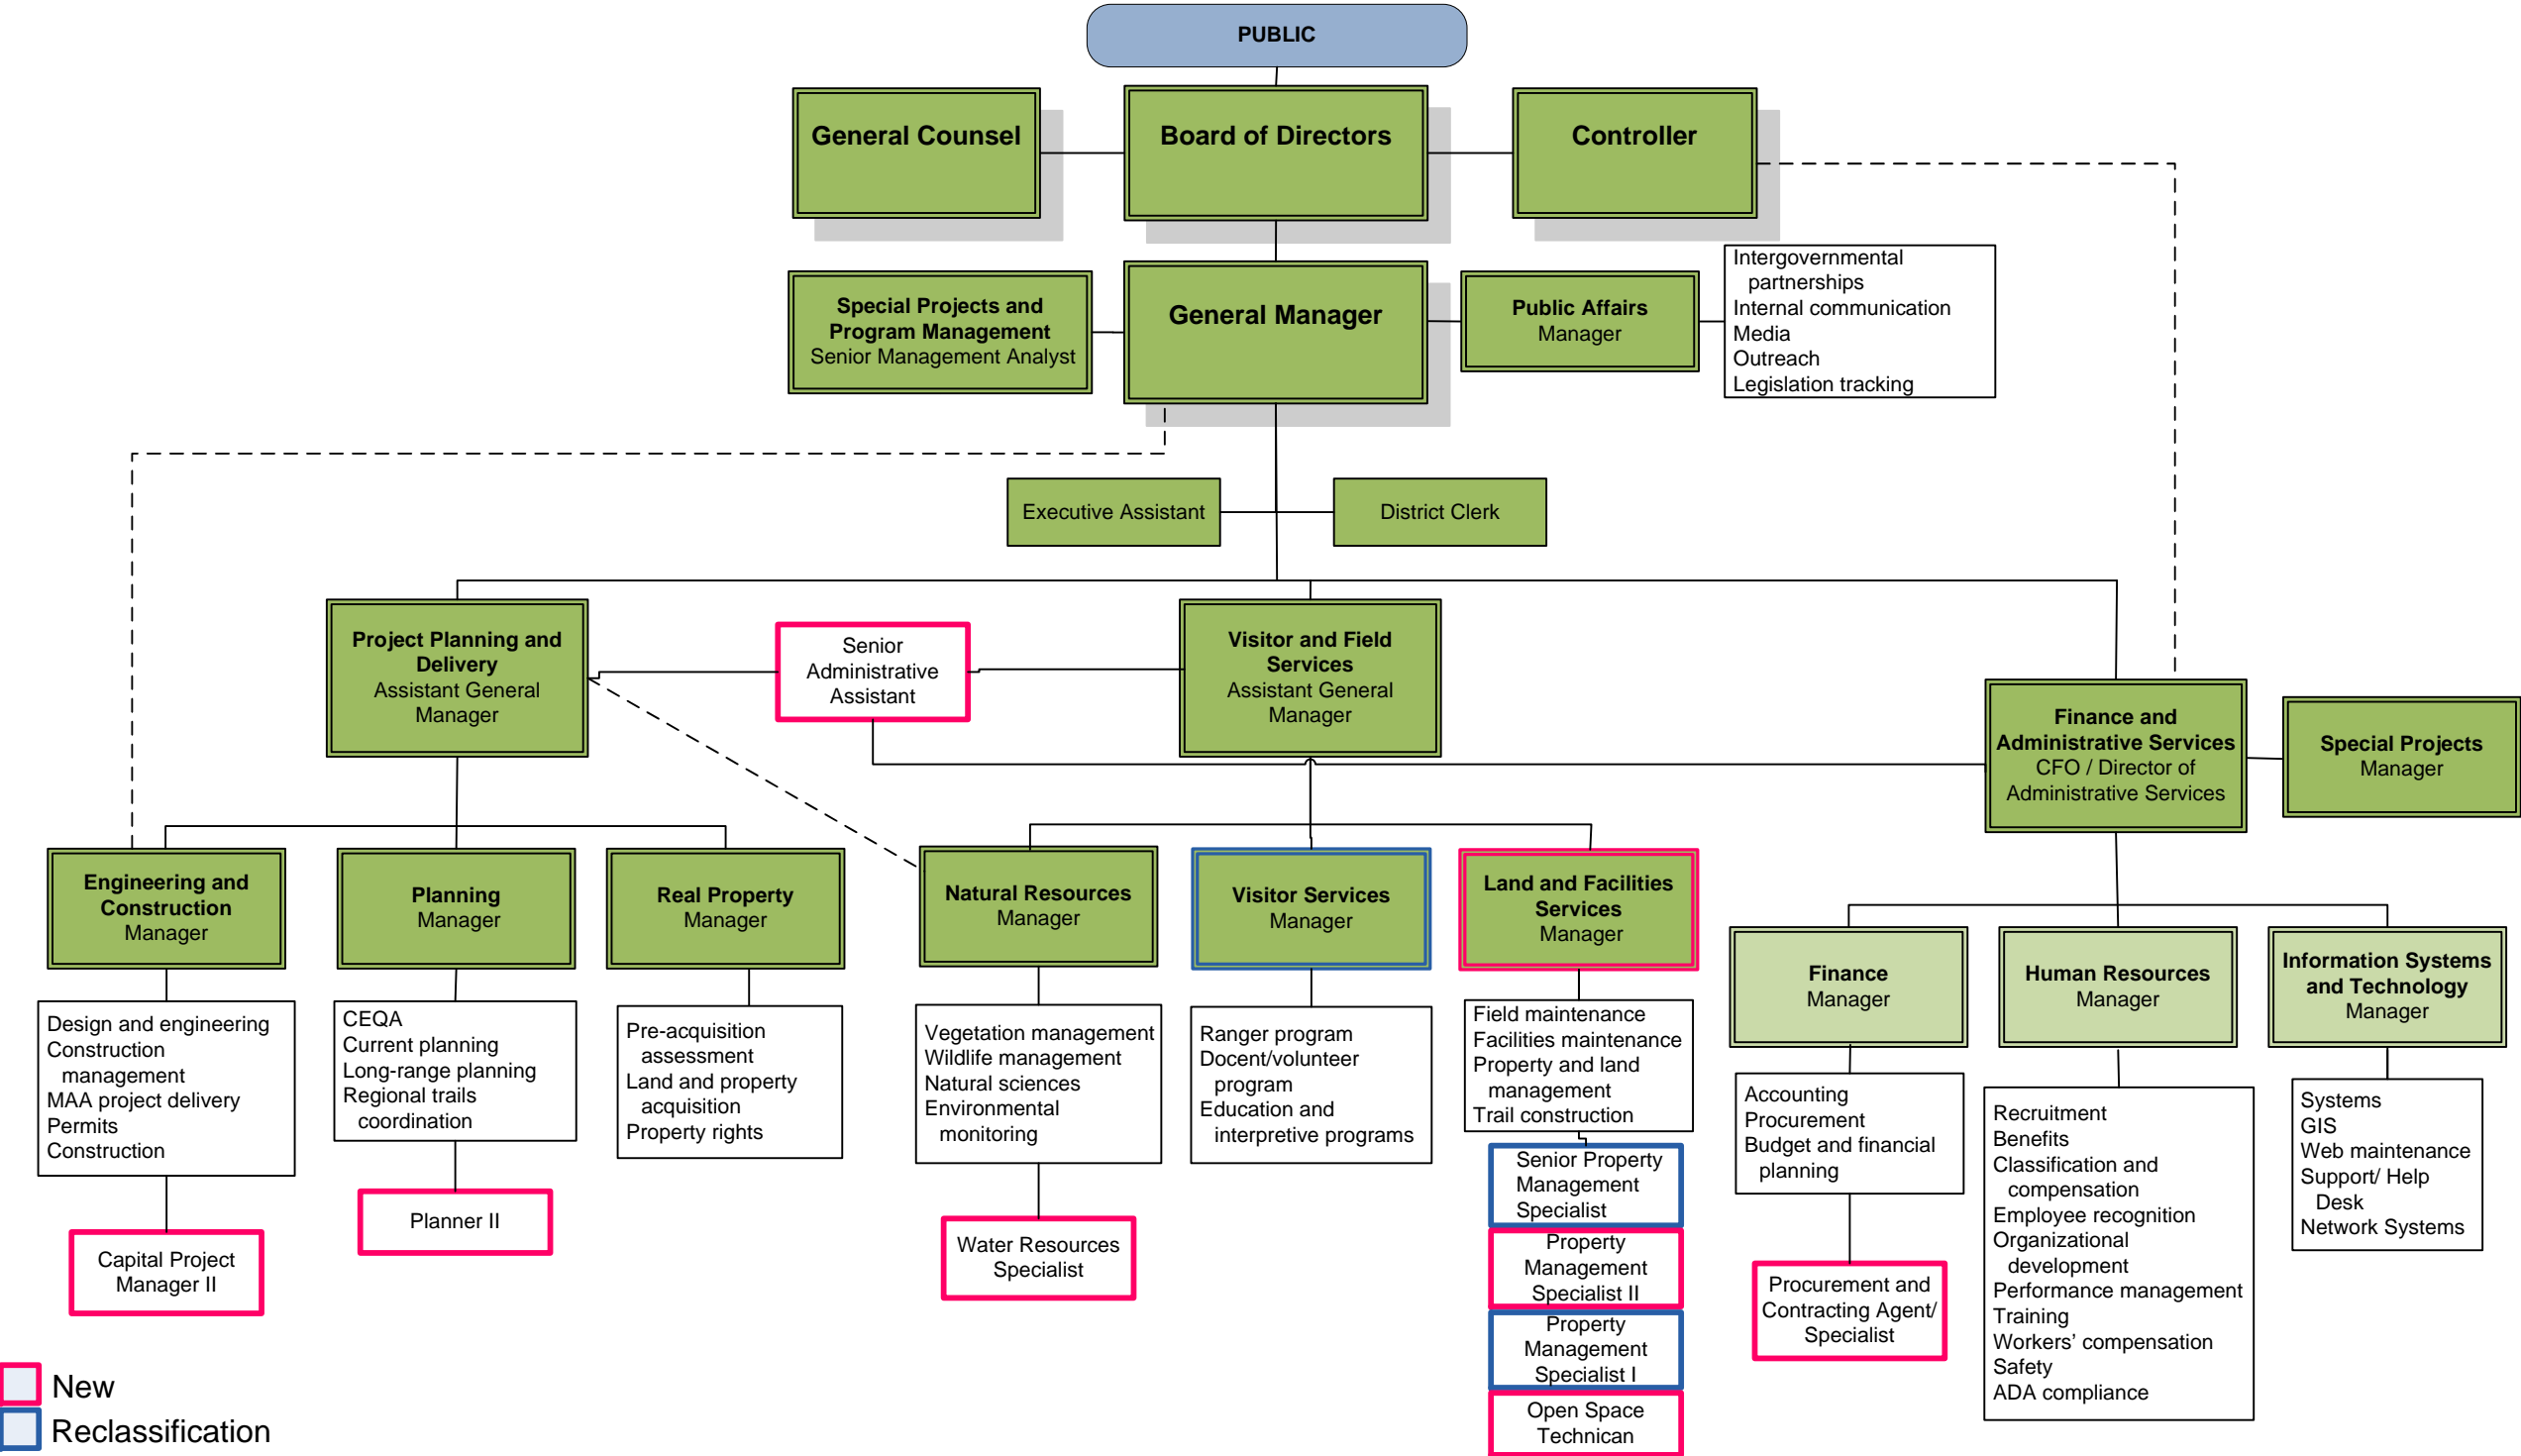 PUBLIC
General Counsel
Board of Directors
Controller
Special Projects and
Program Management
Senior Management Analyst
General Manager
Public Affairs
Manager
Intergovernmental
partnerships
Internal communication
Media
Outreach
Legislation tracking
Executive Assistant
District Clerk
Project Planning and
Delivery
Assistant General
Manager
Senior
Administrative
Assistant
Visitor and Field
Services
Assistant General
Manager
Finance and
Administrative Services
CFO / Director of
Administrative Services
Special Projects
Manager
Engineering and
Construction
Manager
Planning
Manager
Real Property
Manager
Natural Resources
Manager
Visitor Services
Manager
Land and Facilities
Services
Manager
Finance
Manager
Human Resources
Manager
Information Systems
and Technology
Manager
Design and engineering
Construction
management
MAA project delivery
Permits
Construction
CEQA
Current planning
Long-range planning
Regional trails
coordination
Pre-acquisition
assessment
Land and property
acquisition
Property rights
Vegetation management
Wildlife management
Natural sciences
Environmental
monitoring
Ranger program
Docent/volunteer
program
Education and
interpretive programs
Field maintenance
Facilities maintenance
Property and land
management
Trail construction
Accounting
Procurement
Budget and financial
planning
Recruitment
Benefits
Classification and
compensation
Employee recognition
Organizational
development
Performance management
Training
Workers’ compensation
Safety
ADA compliance
Systems
GIS
Web maintenance
Support/ Help
Desk
Network Systems
Capital Project
Manager II
Planner II
Water Resources
Specialist
Senior Property
Management
Specialist
Property
Management
Specialist II
Property
Management
Specialist I
Open Space
Technican
Procurement and
Contracting Agent/
Specialist
New
Reclassification